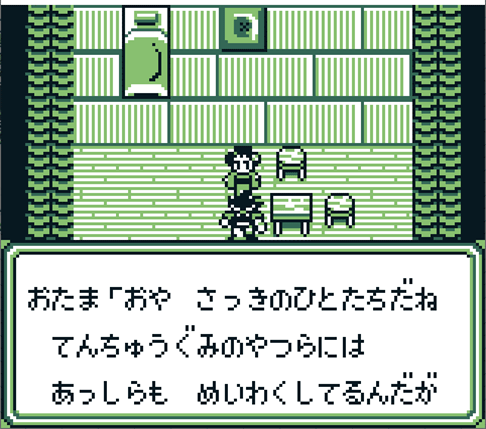 おたま「おや　さっきのひとたちだね
てんちゅうぐみのやつらには
あっしらも　めいわくしてるんだが